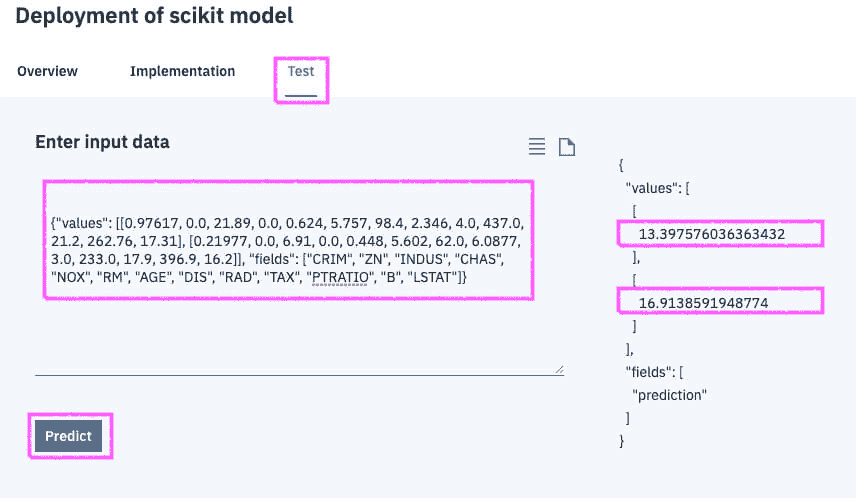 Deployment of scikit model
Overview
Implementation
Test
Enter input data
{"values": [[0.97617, 0.0, 21.89, 0.0, 0.624, 5.757, 98.4, 2.346, 4.0, 437.0,
21.2, 262.76, 17.31], [0.21977, 0.0, 6.91, 0.0, 0.448, 5.602, 62.0, 6.0877,
3.0, 233.0, 17.9, 396.9, 16.2]], "fields": ["CRIM", "ZN", "INDUS", "CHAS",
"NOX", "RM", "AGE", "DIS", "RAD", "TAX", "PTRATIO", "B", "LSTAT"]}
Predict
{
"values": [
[
13.397576036363432
],
[
16.9138591948774
]
],
"fields": [
"prediction"
]
}